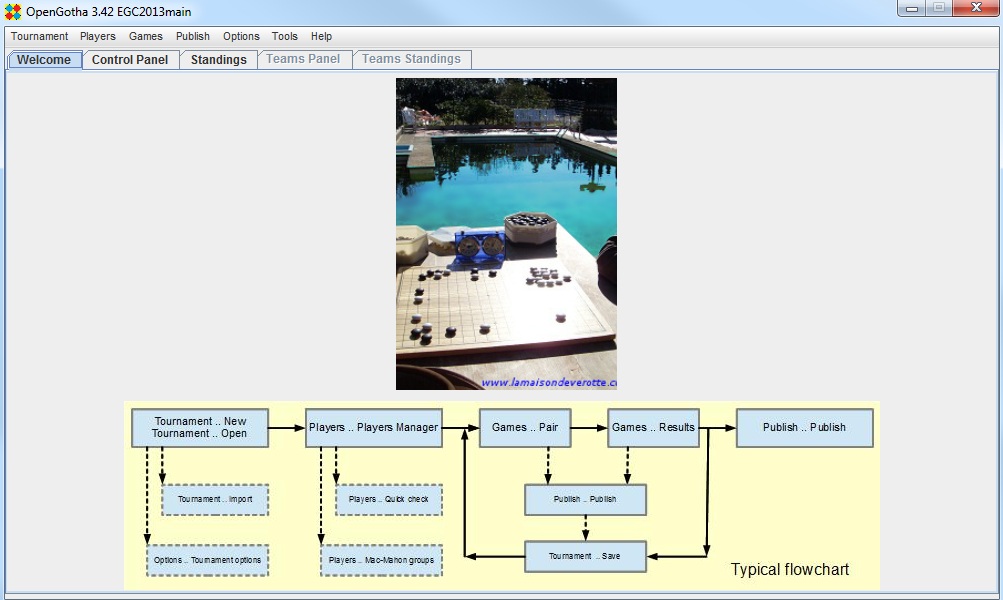 OpenGotha 3.42 EGC2013main
Tournament Players Games Publish Options Tools Help
Welcome Control Panel Standings Teams Panel Teams Standings
www.lamaisondeverotte.c
Tournament .. New
Tournament .. Open
Players .. Players Manager
Games .. Pair
Games .. Results
Publish .. Publish
Tournament .. Import
Players .. Quick check
Publish .. Publish
Options .. Tournament options
Players .. Mac-Mahon groups
Tournament .. Save
Typical flowchart